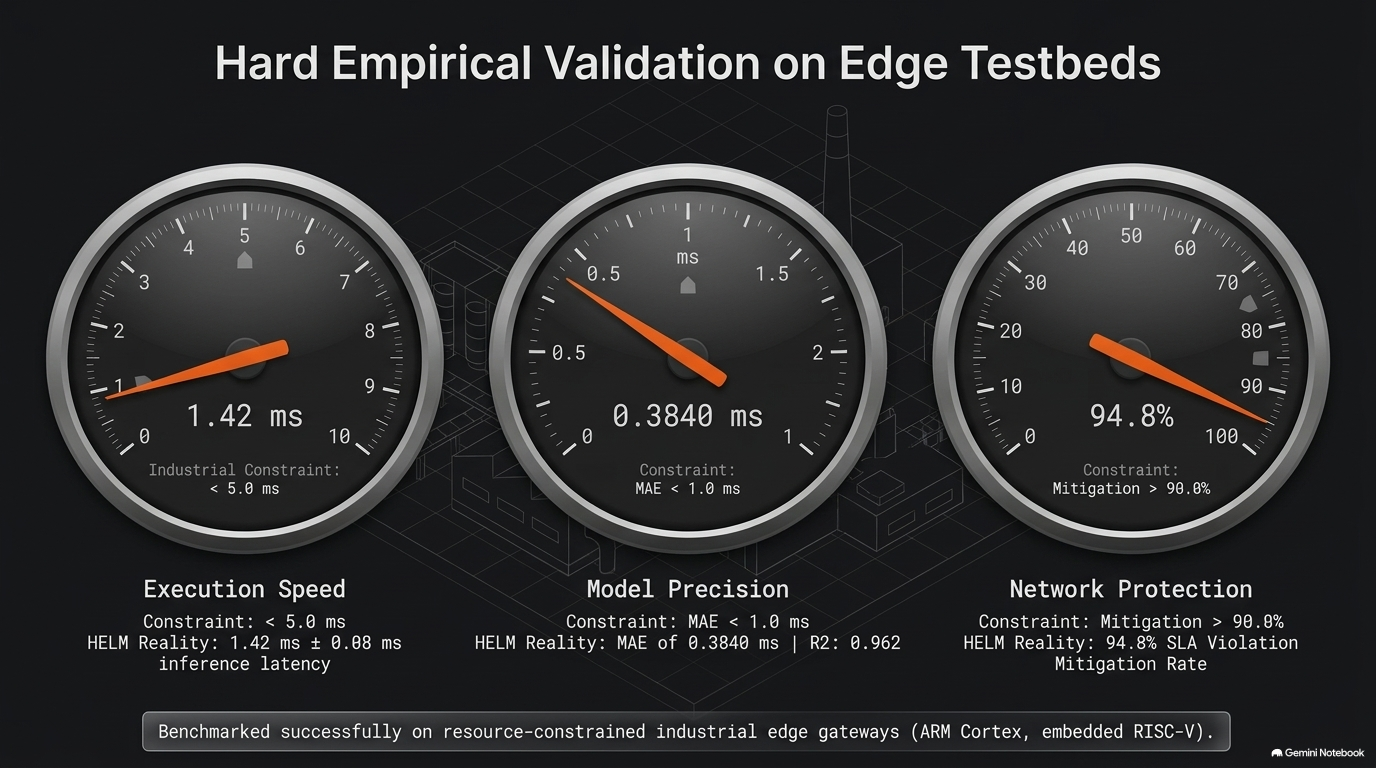 Hard Empirical Validation on Edge Testbeds
0
1
2
3
4
5
6
7
8
9
10
1.42 ms
Industrial Constraint:
< 5.0 ms
0
0.5
0.5
1
ms
1.5
2
1
0.3840 ms
Constraint:
MAE < 1.0 ms
0
10
20
30
40
50
60
70
80
90
100
94.8%
Constraint:
Mitigation > 90.0%
Execution Speed
Constraint: < 5.0 ms
HELM Reality: 1.42 ms ± 0.08 ms
inference latency
Model Precision
Constraint: MAE < 1.0 ms
HELM Reality: MAE of 0.3840 ms | R2: 0.962
Network Protection
Constraint: Mitigation > 90.0%
HELM Reality: 94.8% SLA Violation
Mitigation Rate
Benchmarked successfully on resource-constrained industrial edge gateways (ARM Cortex, embedded RISC-V).
Gemini Notebook